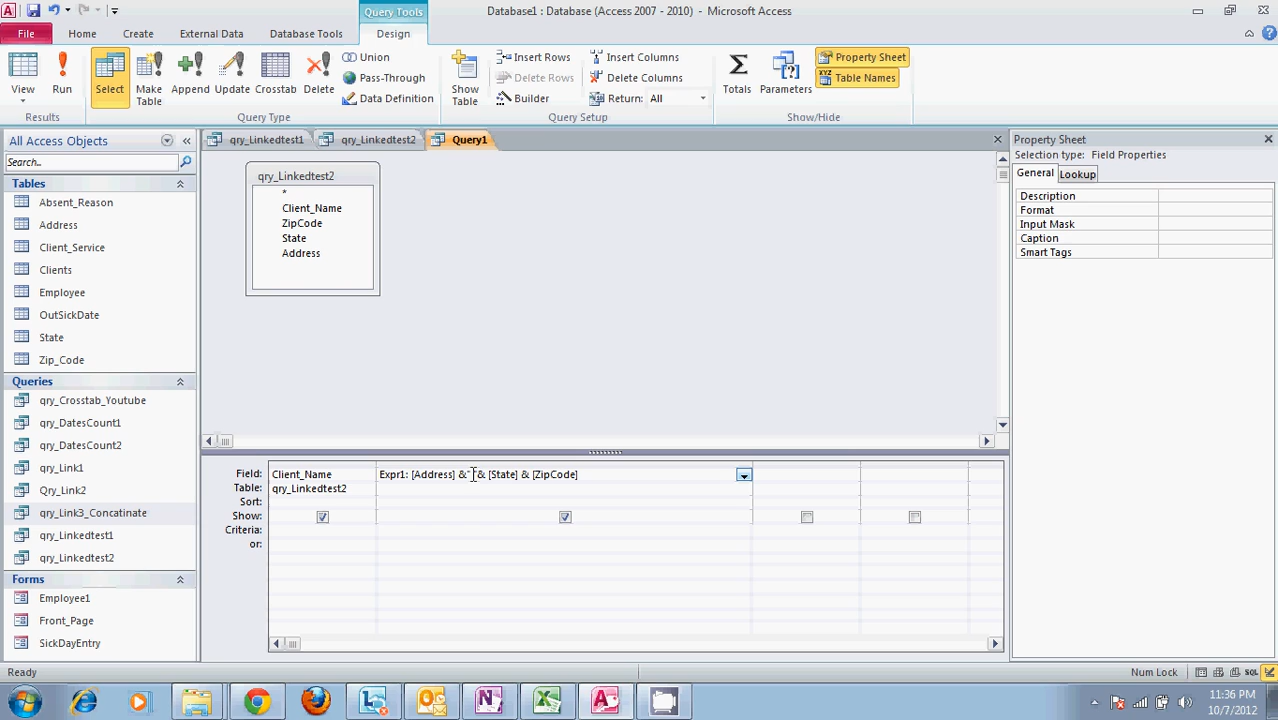 Query Tools
Database1 : Database (Access 2007 - 2010) - Microsoft Access
File Home Create External Data Database Tools Design
View
Run
Results
Select
Make Table
Append
Update
Crosstab
Delete
Union
Pass-Through
Data Definition
Query Type
Show Table
Insert Rows
Delete Rows
Builder
Insert Columns
Delete Columns
Return: All
Query Setup
Totals
Parameters
Property Sheet
Table Names
Show/Hide
All Access Objects
Search..
Tables
Absent_Reason
Address
Client_Service
Clients
Employee
OutSickDate
State
Zip_Code
Queries
qry_Crosstab_Youtube
qry_DatesCount1
qry_DatesCount2
qry_Link1
Qry_Link2
qry_Link3_Concatinate
qry_Linkedtest1
qry_Linkedtest2
Forms
Employee1
Front_Page
SickDayEntry
qry_Linkedtest1 qry_Linkedtest2 Query1
qry_Linkedtest2
*
Client_Name
ZipCode
State
Address
Field: Client_Name Expr1: [Address] & & [State] & [ZipCode]
Table: qry_Linkedtest2
Sort:
Show:
Criteria:
or:
Property Sheet
Selection type: Field Properties
General Lookup
Description
Format
Input Mask
Caption
Smart Tags
Ready
Num Lock
SQL
11:36 PM
10/7/2012